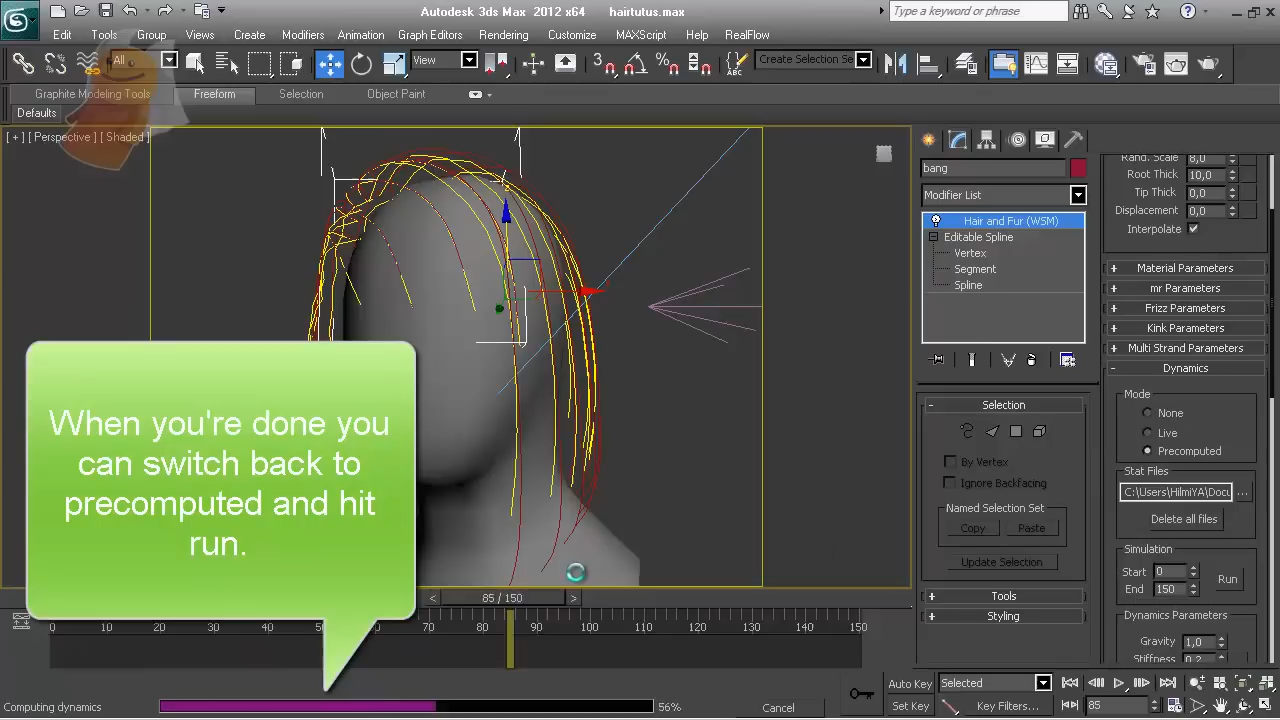 Autodesk 3ds Max 2012 x64 hairtutus.max
Type a keyword or phrase
Edit Tools Group Views Create Modifiers Animation Graph Editors Rendering Customize MAXScript Help RealFlow
All
View
Create Selection Se
Graphite Modeling Tools Freeform Selection Object Paint
Defaults
[ + ] [ Perspective ] [ Shaded ]
bang
Modifier List
Hair and Fur (WSM)
Editable Spline
Vertex
Segment
Spline
Selection
By Vertex
Ignore Backfacing
Named Selection Set
Copy Paste
Update Selection
Tools
Styling
Rand. Scale 8,0
Root Thick 10,0
Tip Thick 0,0
Displacement 0,0
Interpolate
Material Parameters
mr Parameters
Frizz Parameters
Kink Parameters
Multi Strand Parameters
Dynamics
Mode
None
Live
Precomputed
Stat Files
C:\Users\HilmiYA\Docu ...
Delete all files
Simulation
Start 0
End 150
Run
Dynamics Parameters
Gravity 1,0
Stiffness 0,2
When you're done you
can switch back to
precomputed and hit
run.
< 85 / 150 >
0 10 20 30 40 50 60 70 80 90 100 110 120 130 140 150
Computing dynamics 56% Cancel
Auto Key Selected
Set Key Key Filters... 85